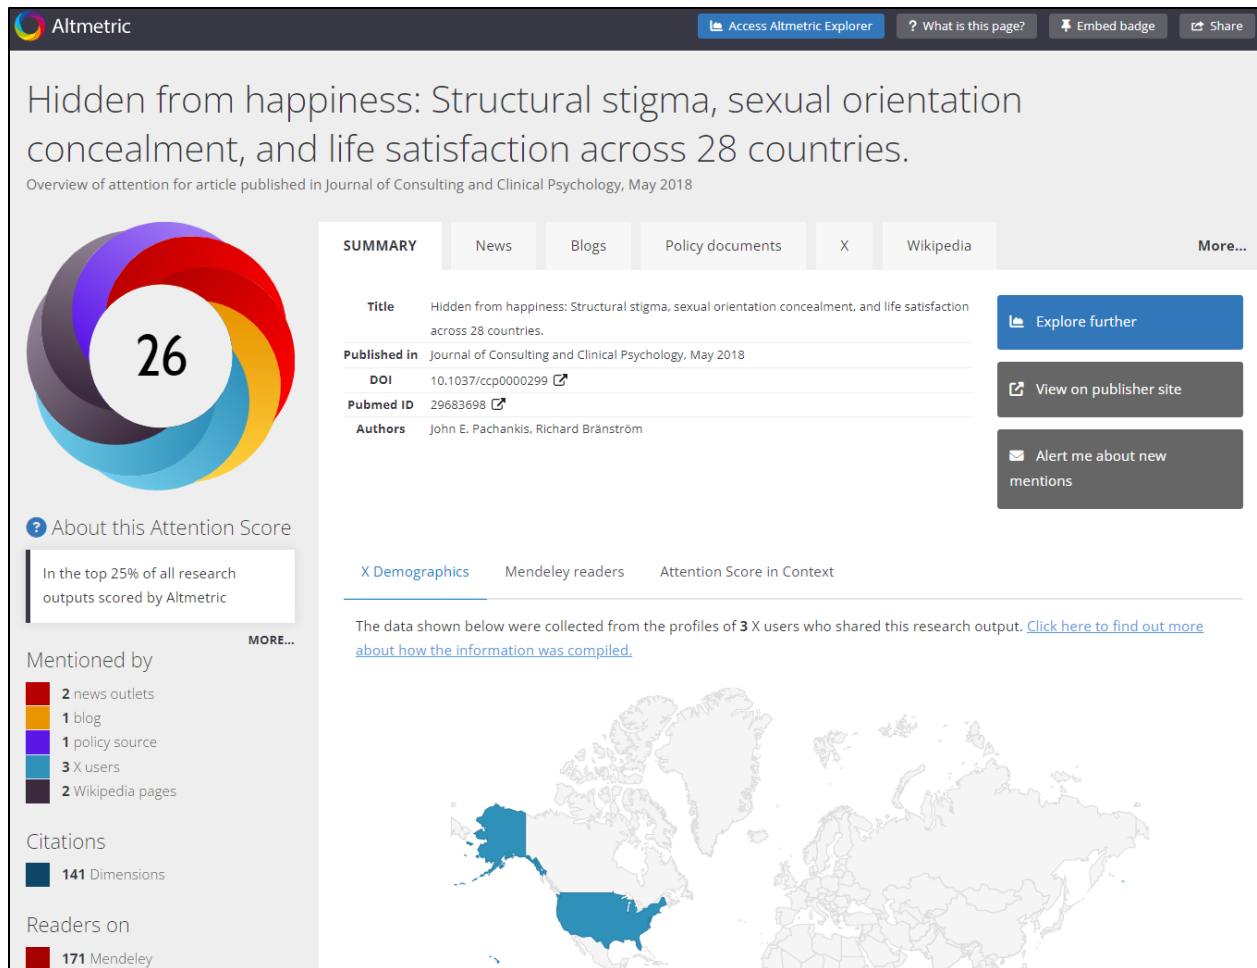 Altmetric
Access Altmetric Explorer
? What is this page?
Embed badge
Share
Hidden from happiness: Structural stigma, sexual orientation
concealment, and life satisfaction across 28 countries.
Overview of attention for article published in Journal of Consulting and Clinical Psychology, May 2018
26
? About this Attention Score
In the top 25% of all research
outputs scored by Altmetric
MORE...
Mentioned by
2 news outlets
1 blog
1 policy source
3 X users
2 Wikipedia pages
Citations
141 Dimensions
Readers on
171 Mendeley
SUMMARY News Blogs Policy documents X Wikipedia More...
Title Hidden from happiness: Structural stigma, sexual orientation concealment, and life satisfaction
across 28 countries.
Published in Journal of Consulting and Clinical Psychology, May 2018
DOI 10.1037/ccp0000299
Pubmed ID 29683698
Authors John E. Pachankis, Richard Bränström
Explore further
View on publisher site
Alert me about new
mentions
X Demographics Mendeley readers Attention Score in Context
The data shown below were collected from the profiles of 3 X users who shared this research output. Click here to find out more
about how the information was compiled.